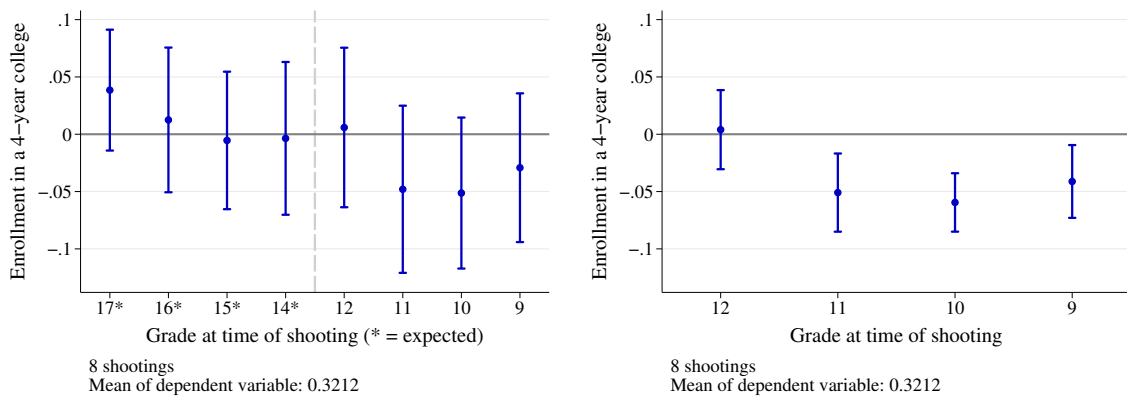 Enrollment in a 4−year college
.1
.05
0
−.05
−.1
17* 16* 15* 14* 12 11 10 9
Grade at time of shooting (* = expected)
8 shootings
Mean of dependent variable: 0.3212
Enrollment in a 4−year college
.1
.05
0
−.05
−.1
12 11 10 9
Grade at time of shooting
8 shootings
Mean of dependent variable: 0.3212